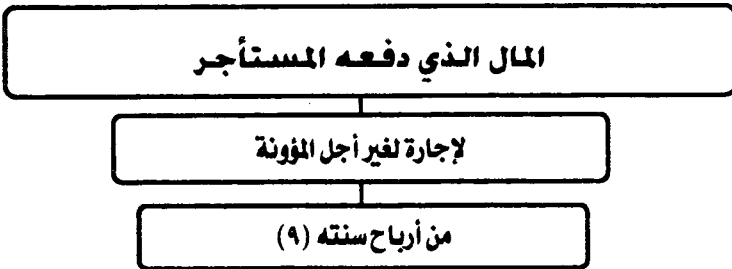 المال الذي دفعه المستأجر
لإجارة لغير أجل المؤونة
من أرباح سنته (٩)